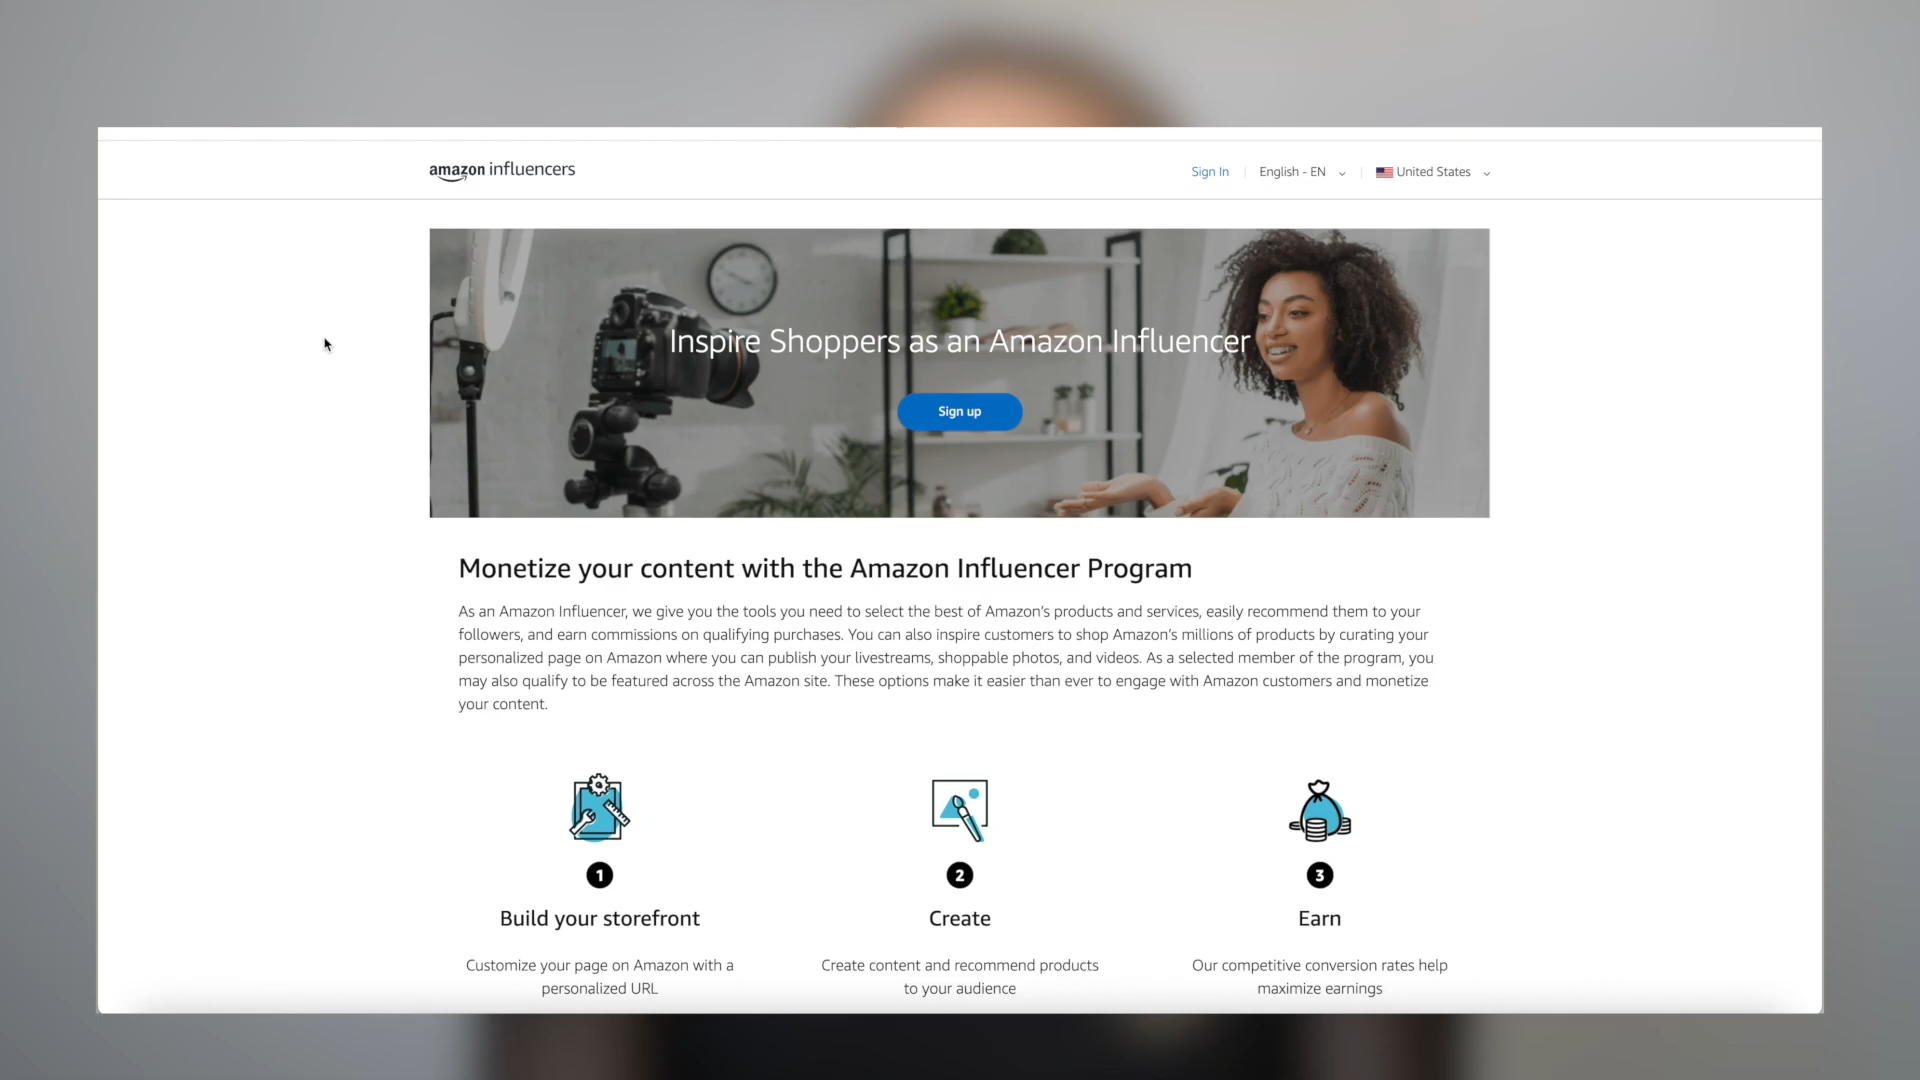 amazon influencers
Sign In
English - EN
United States
Inspire Shoppers as an Amazon Influencer
Sign up
Monetize your content with the Amazon Influencer Program
As an Amazon Influencer, we give you the tools you need to select the best of Amazon’s products and services, easily recommend them to your
followers, and earn commissions on qualifying purchases. You can also inspire customers to shop Amazon’s millions of products by curating your
personalized page on Amazon where you can publish your livestreams, shoppable photos, and videos. As a selected member of the program, you
may also qualify to be featured across the Amazon site. These options make it easier than ever to engage with Amazon customers and monetize
your content.
1
Build your storefront
Customize your page on Amazon with a
personalized URL
2
Create
Create content and recommend products
to your audience
3
Earn
Our competitive conversion rates help
maximize earnings